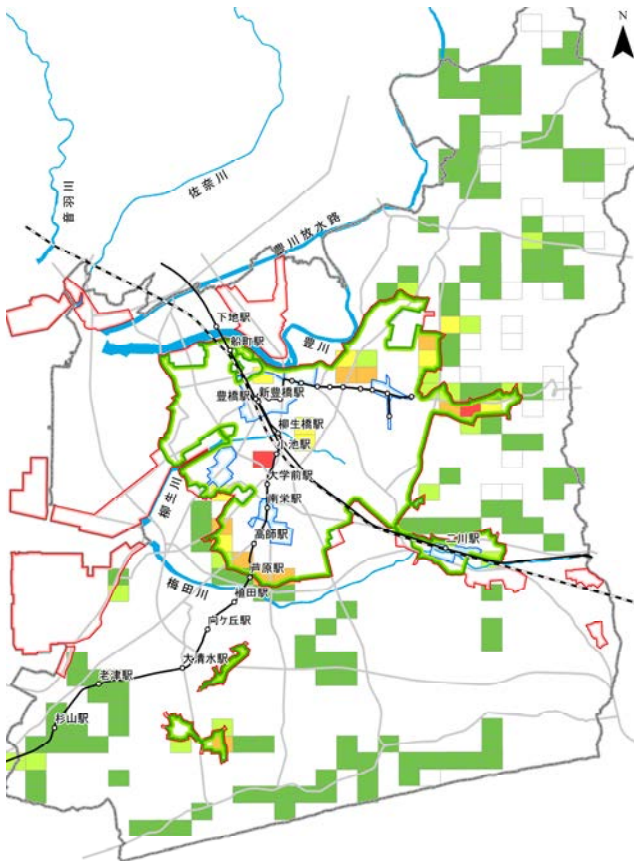 N
音羽川
佐奈川
豊川放水路
下地駅
豊川
船町駅
豊橋駅
新豊橋駅
柳生橋駅
小池駅
大学前駅
柳生川
南栄駅
高師駅
二川駅
芦原駅
梅田川
植田駅
向ケ丘駅
大清水駅
老津駅
杉山駅